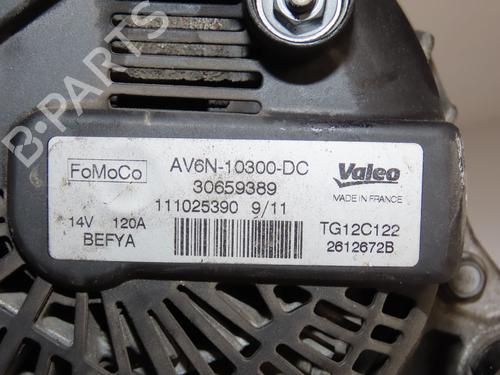 B-PARTS
FoMoCo
AV6N-10300-DC
30659389
111025390 9/11
14V 120A
BEFYA
Valeo
MADE IN FRANCE
TG12C122
2612672B